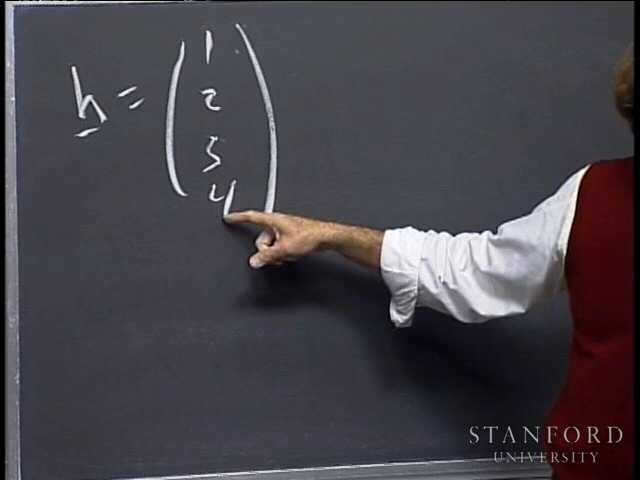 h = ( 1
2
3
4 )
STANFORD
UNIVERSITY